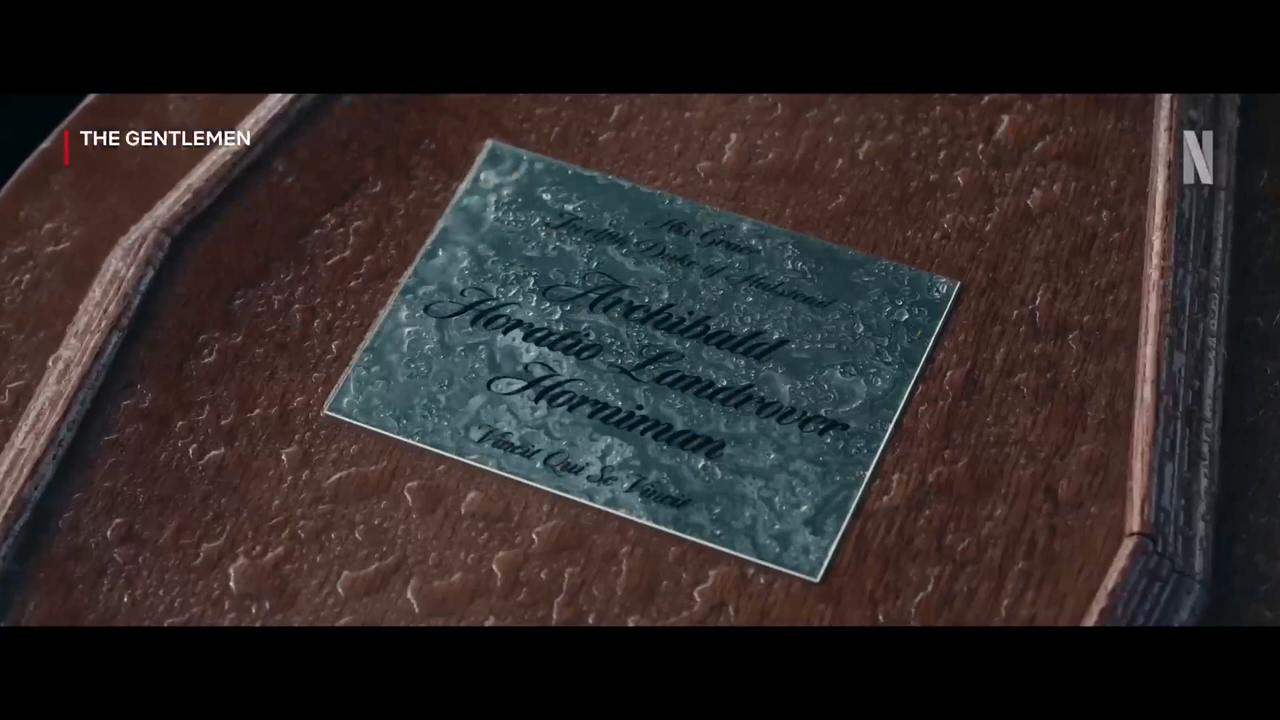 THE GENTLEMEN
N
His Grace
Twelfth Duke of Halstead
Archibald
Horatio Landrover
Horniman
Vincit Qui Se Vincit